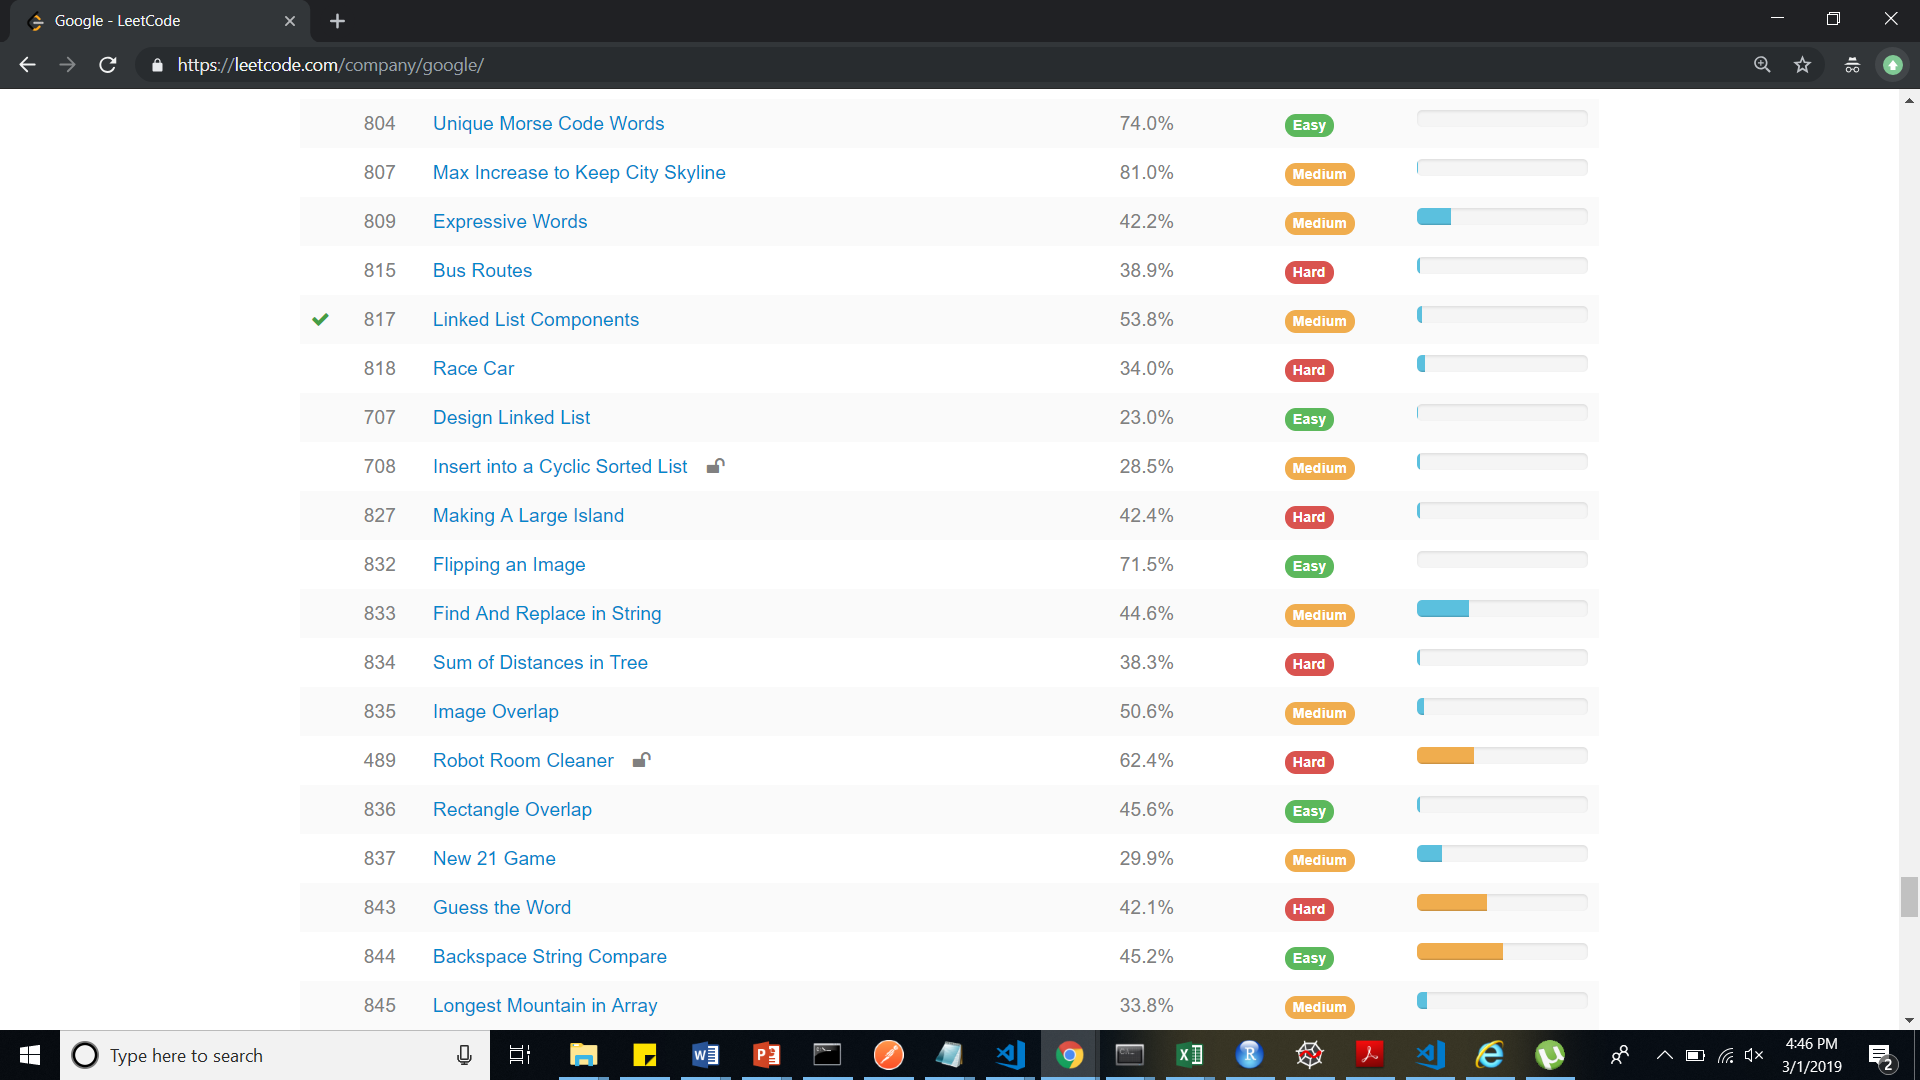 Google - LeetCode
https://leetcode.com/company/google/
804 Unique Morse Code Words 74.0% Easy
807 Max Increase to Keep City Skyline 81.0% Medium
809 Expressive Words 42.2% Medium
815 Bus Routes 38.9% Hard
817 Linked List Components 53.8% Medium
818 Race Car 34.0% Hard
707 Design Linked List 23.0% Easy
708 Insert into a Cyclic Sorted List 28.5% Medium
827 Making A Large Island 42.4% Hard
832 Flipping an Image 71.5% Easy
833 Find And Replace in String 44.6% Medium
834 Sum of Distances in Tree 38.3% Hard
835 Image Overlap 50.6% Medium
489 Robot Room Cleaner 62.4% Hard
836 Rectangle Overlap 45.6% Easy
837 New 21 Game 29.9% Medium
843 Guess the Word 42.1% Hard
844 Backspace String Compare 45.2% Easy
845 Longest Mountain in Array 33.8% Medium
Type here to search
4:46 PM
3/1/2019
2